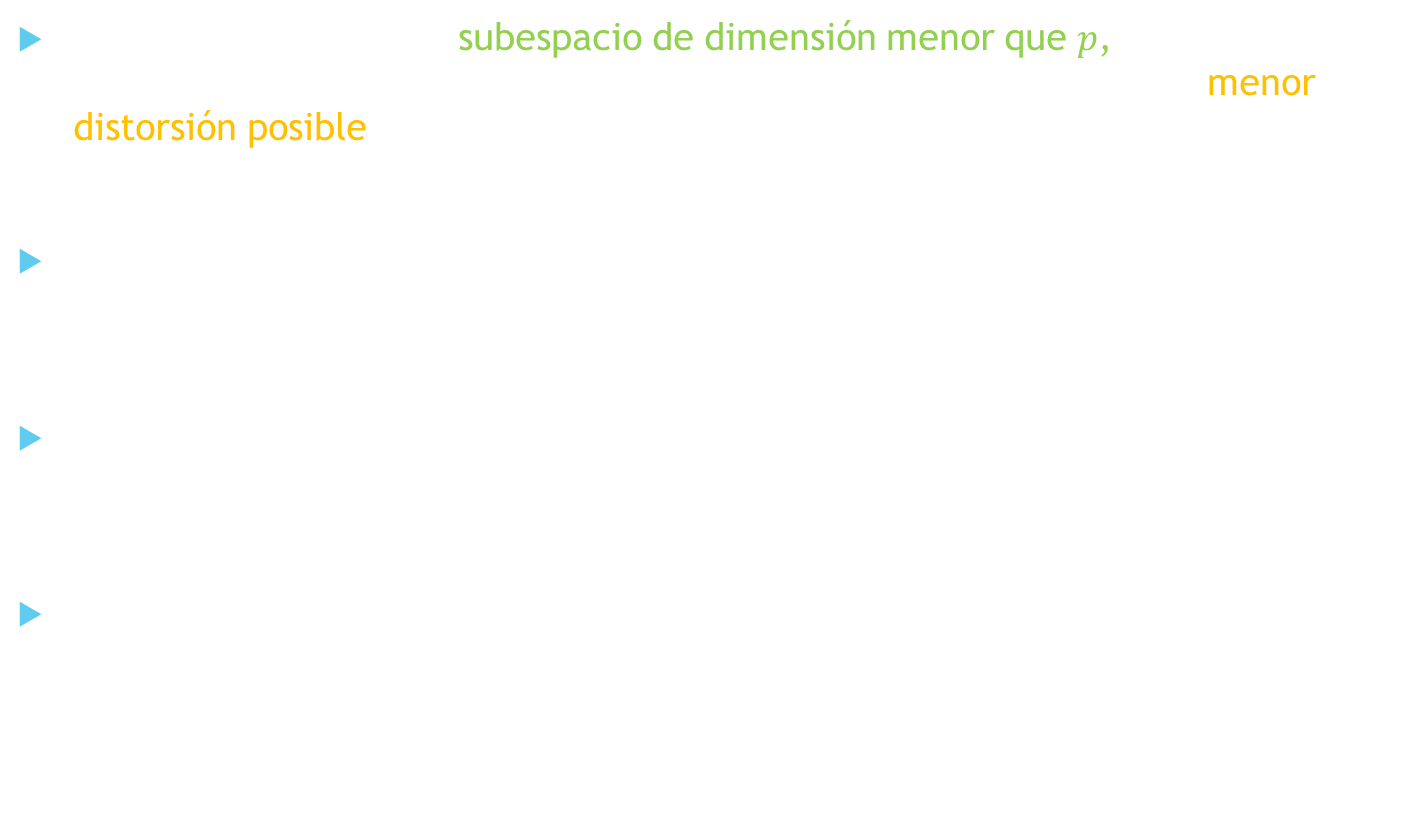 subespacio de dimensión menor que p,
menor
distorsión posible